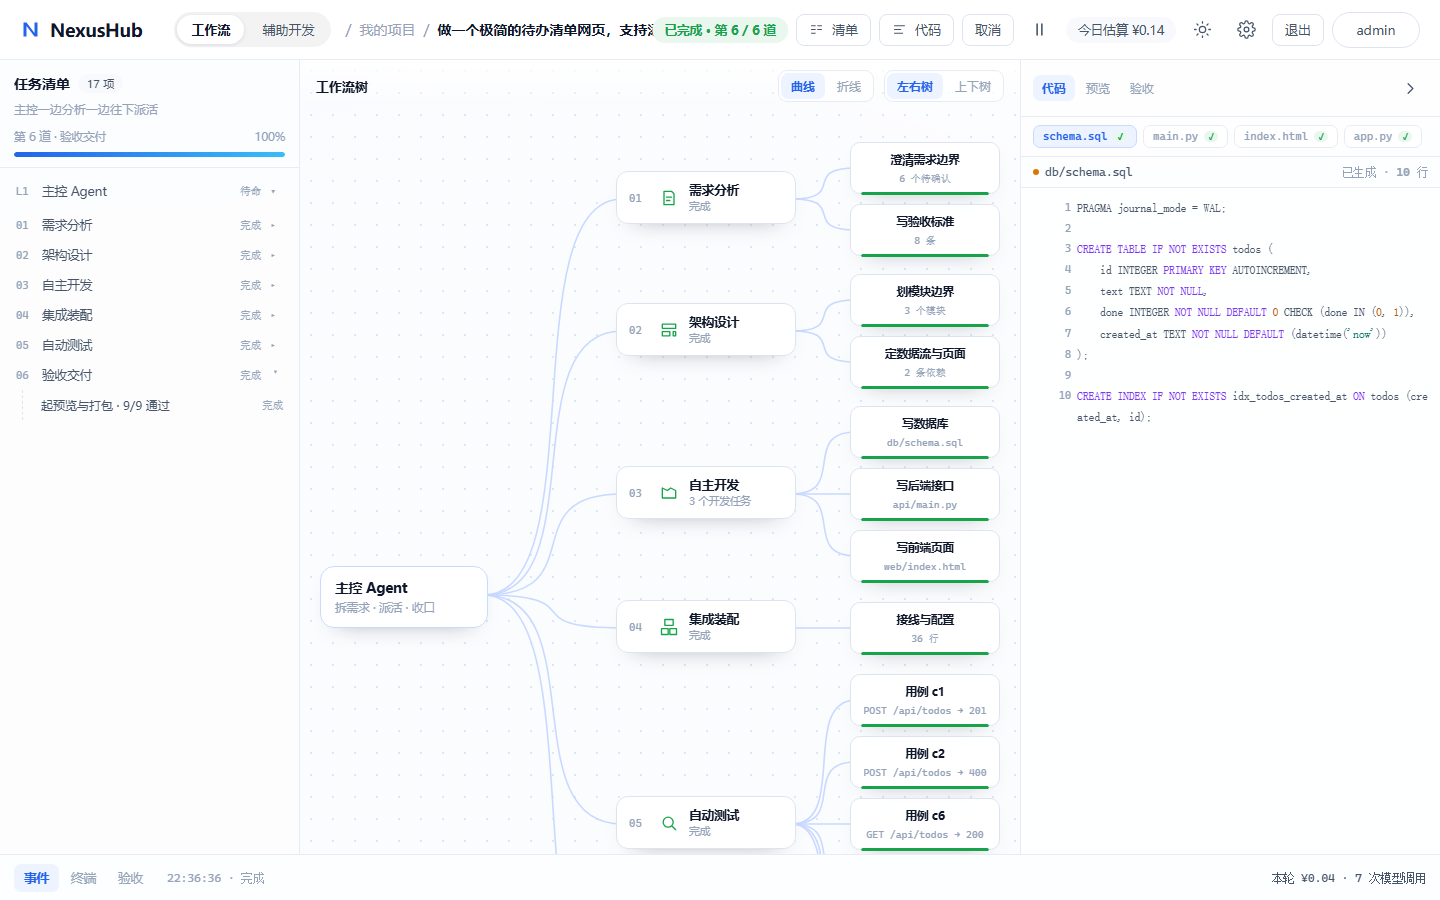 NexusHub
工作流
辅助开发
/ 我的项目 / 做一个极简的待办清单网页，支持
已完成 • 第 6 / 6 道
清单
代码
取消
今日估算 ¥0.14
退出
admin
任务清单 17 项
主控一边分析一边往下派活
第 6 道 · 验收交付 100%
L1 主控 Agent 待命
01 需求分析 完成
02 架构设计 完成
03 自主开发 完成
04 集成装配 完成
05 自动测试 完成
06 验收交付 完成
起预览与打包 · 9/9 通过 完成
工作流树
曲线 折线
左右树 上下树
主控 Agent
拆需求 · 派活 · 收口
01 需求分析
完成
02 架构设计
完成
03 自主开发
3 个开发任务
04 集成装配
完成
05 自动测试
完成
澄清需求边界
6 个待确认
写验收标准
8 条
划模块边界
3 个模块
定数据流与页面
2 条依赖
写数据库
db/schema.sql
写后端接口
api/main.py
写前端页面
web/index.html
接线与配置
36 行
用例 c1
POST /api/todos → 201
用例 c2
POST /api/todos → 400
用例 c6
GET /api/todos → 200
代码 预览 验收
schema.sql ✓ main.py ✓ index.html ✓ app.py ✓
db/schema.sql 已生成 · 10 行
1 PRAGMA journal_mode = WAL;
2
3 CREATE TABLE IF NOT EXISTS todos (
4 id INTEGER PRIMARY KEY AUTOINCREMENT,
5 text TEXT NOT NULL,
6 done INTEGER NOT NULL DEFAULT 0 CHECK (done IN (0, 1)),
7 created_at TEXT NOT NULL DEFAULT (datetime('now'))
8 );
9
10 CREATE INDEX IF NOT EXISTS idx_todos_created_at ON todos (cre
ated_at, id);
事件 终端 验收 22:36:36 · 完成
本轮 ¥0.04 · 7 次模型调用